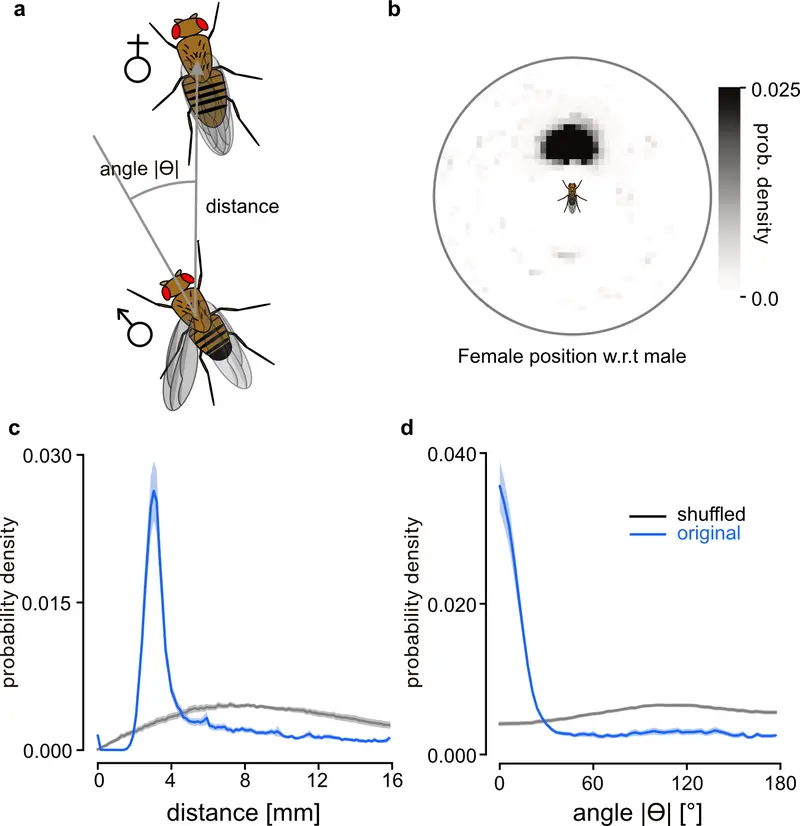 a
♀
angle |Θ|
distance
♂
b
0.025
prob. density
0.0
Female position w.r.t male
c
0.030
0.015
0.000
probability density
0
4
8
12
16
distance [mm]
d
0.040
0.020
0.000
probability density
shuffled
original
0
60
120
180
angle |Θ| [°]